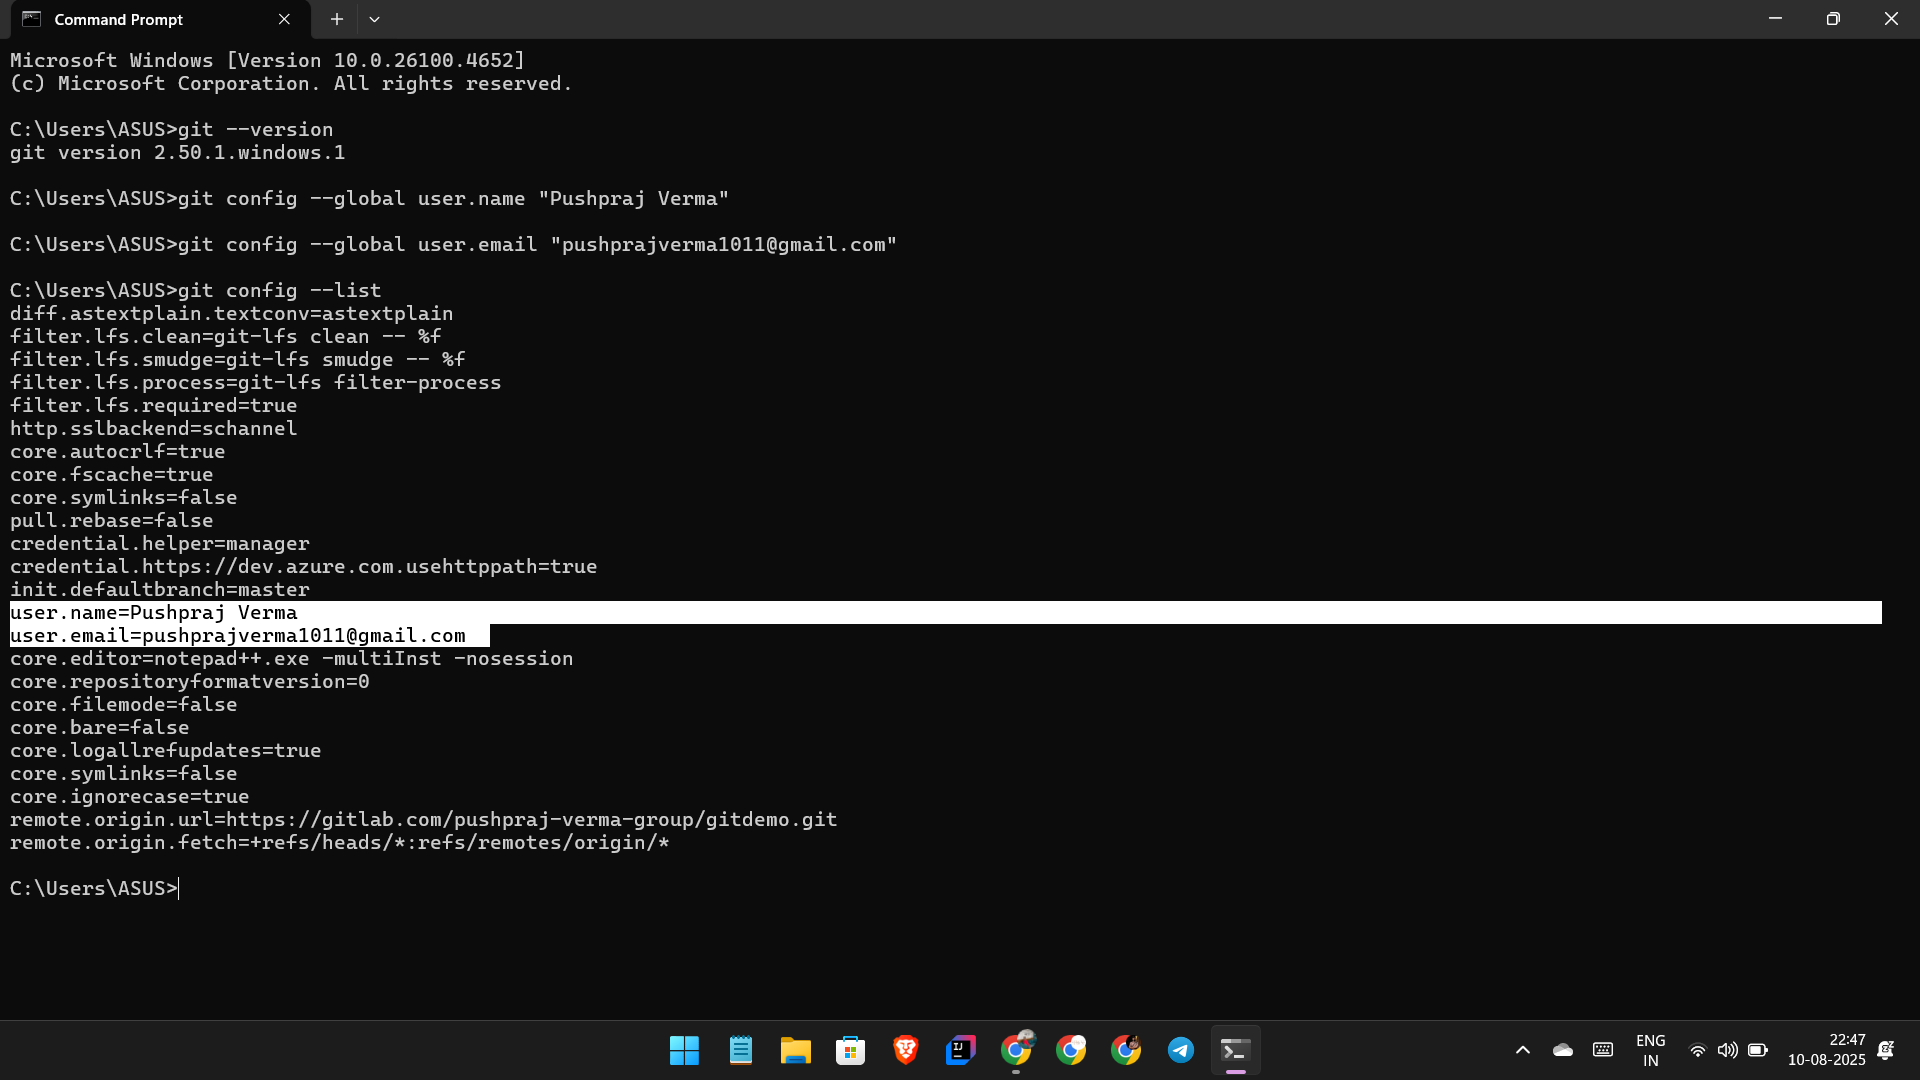 Command Prompt
Microsoft Windows [Version 10.0.26100.4652]
(c) Microsoft Corporation. All rights reserved.
C:\Users\ASUS>git --version
git version 2.50.1.windows.1
C:\Users\ASUS>git config --global user.name "Pushpraj Verma"
C:\Users\ASUS>git config --global user.email "pushprajverma1011@gmail.com"
C:\Users\ASUS>git config --list
diff.astextplain.textconv=astextplain
filter.lfs.clean=git-lfs clean -- %f
filter.lfs.smudge=git-lfs smudge -- %f
filter.lfs.process=git-lfs filter-process
filter.lfs.required=true
http.sslbackend=schannel
core.autocrlf=true
core.fscache=true
core.symlinks=false
pull.rebase=false
credential.helper=manager
credential.https://dev.azure.com.usehttppath=true
init.defaultbranch=master
user.name=Pushpraj Verma
user.email=pushprajverma1011@gmail.com
core.editor=notepad++.exe -multiInst -nosession
core.repositoryformatversion=0
core.filemode=false
core.bare=false
core.logallrefupdates=true
core.symlinks=false
core.ignorecase=true
remote.origin.url=https://gitlab.com/pushpraj-verma-group/gitdemo.git
remote.origin.fetch=+refs/heads/*:refs/remotes/origin/*
C:\Users\ASUS>
IJ
ENG
IN
22:47
10-08-2025